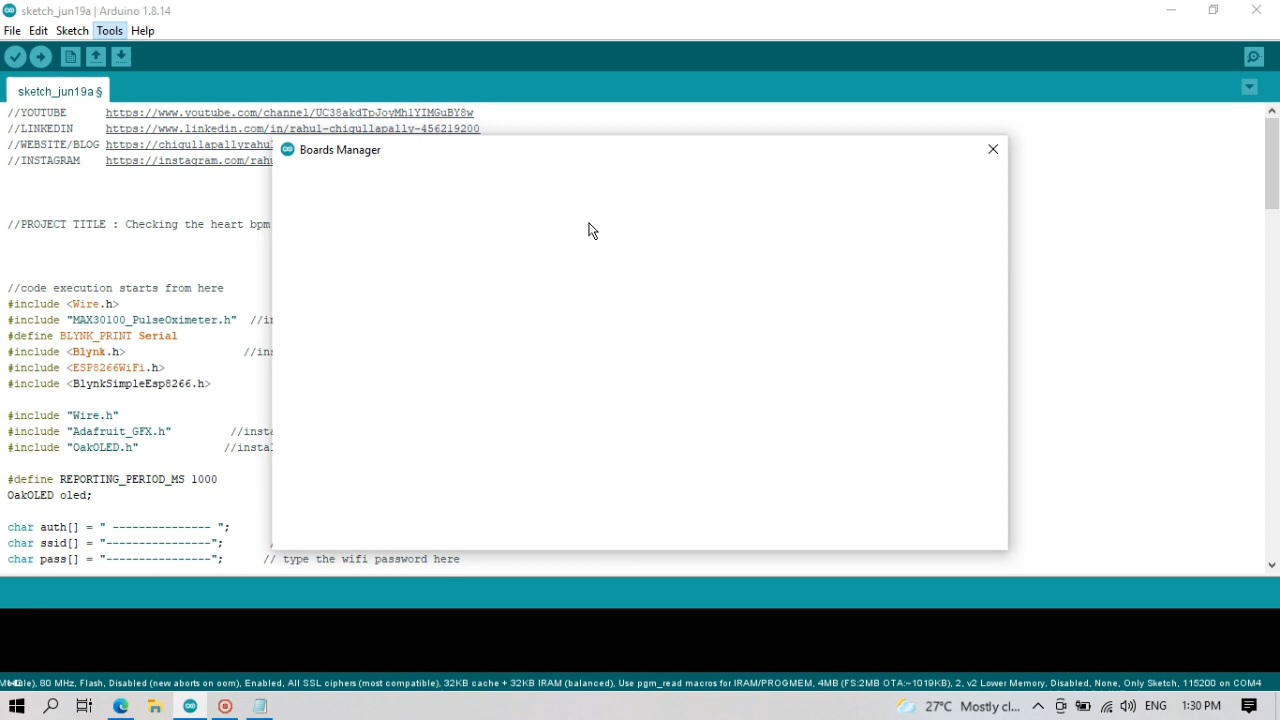 sketch_jun19a | Arduino 1.8.14
File Edit Sketch Tools Help
sketch_jun19a §
//YOUTUBE https://www.youtube.com/channel/UC38akdTpJovMhlYIMGuBY8w
//LINKEDIN https://www.linkedin.com/in/rahul-chigullapally-456219200
//WEBSITE/BLOG https://chigullapallyrahul
//INSTAGRAM https://instagram.com/rahu
Boards Manager
//PROJECT TITLE : Checking the heart bpm
//code execution starts from here
#include <Wire.h>
#include "MAX30100_PulseOximeter.h" //in
#define BLYNK_PRINT Serial
#include <Blynk.h> //ins
#include <ESP8266WiFi.h>
#include <BlynkSimpleEsp8266.h>
#include "Wire.h"
#include "Adafruit_GFX.h" //insta
#include "OakOLED.h" //instal
#define REPORTING_PERIOD_MS 1000
OakOLED oled;
char auth[] = " --------------- ";
char ssid[] = "----------------"; /
char pass[] = "----------------"; // type the wifi password here
80 MHz, Flash, Disabled (new aborts on oom), Enabled, All SSL ciphers (most compatible), 32KB cache + 32KB IRAM (balanced), Use pgm_read macros for IRAM/PROGMEM, 4MB (FS:2MB OTA:~1019KB), 2, v2 Lower Memory, Disabled, None, Only Sketch, 115200 on COM4
27°C Mostly cl... ENG 1:30 PM